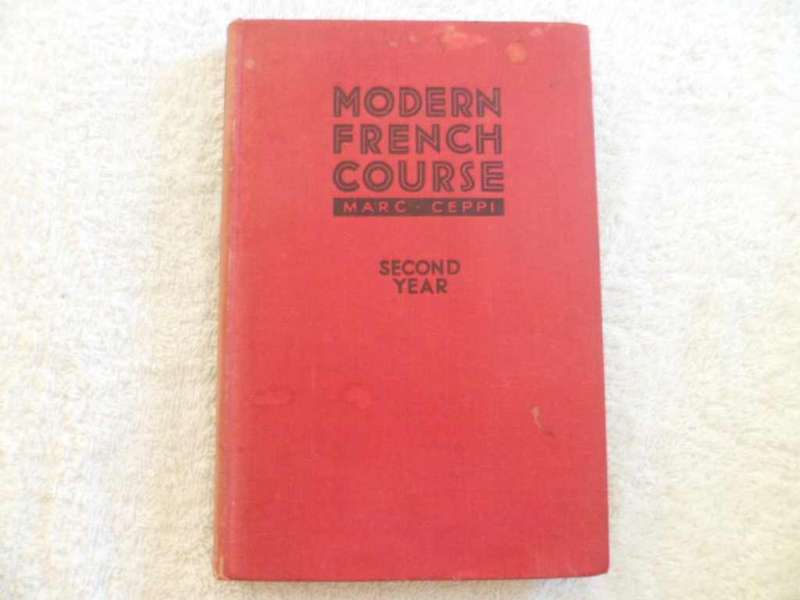 MODERN
FRENCH
COURSE
MARC · CEPPI
SECOND
YEAR